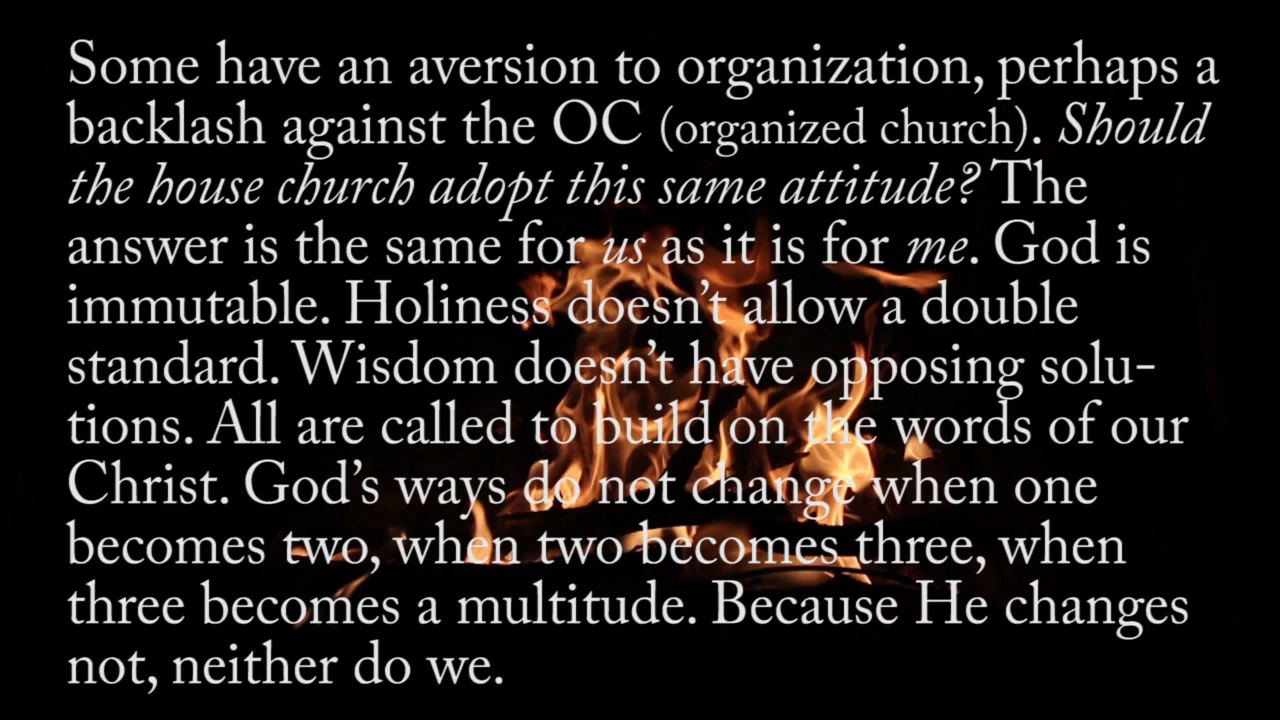 Some have an aversion to organization, perhaps a
backlash against the OC (organized church). Should
the house church adopt this same attitude? The
answer is the same for us as it is for me. God is
immutable. Holiness doesn’t allow a double
standard. Wisdom doesn’t have opposing solu-
tions. All are called to build on the words of our
Christ. God’s ways do not change when one
becomes two, when two becomes three, when
three becomes a multitude. Because He changes
not, neither do we.